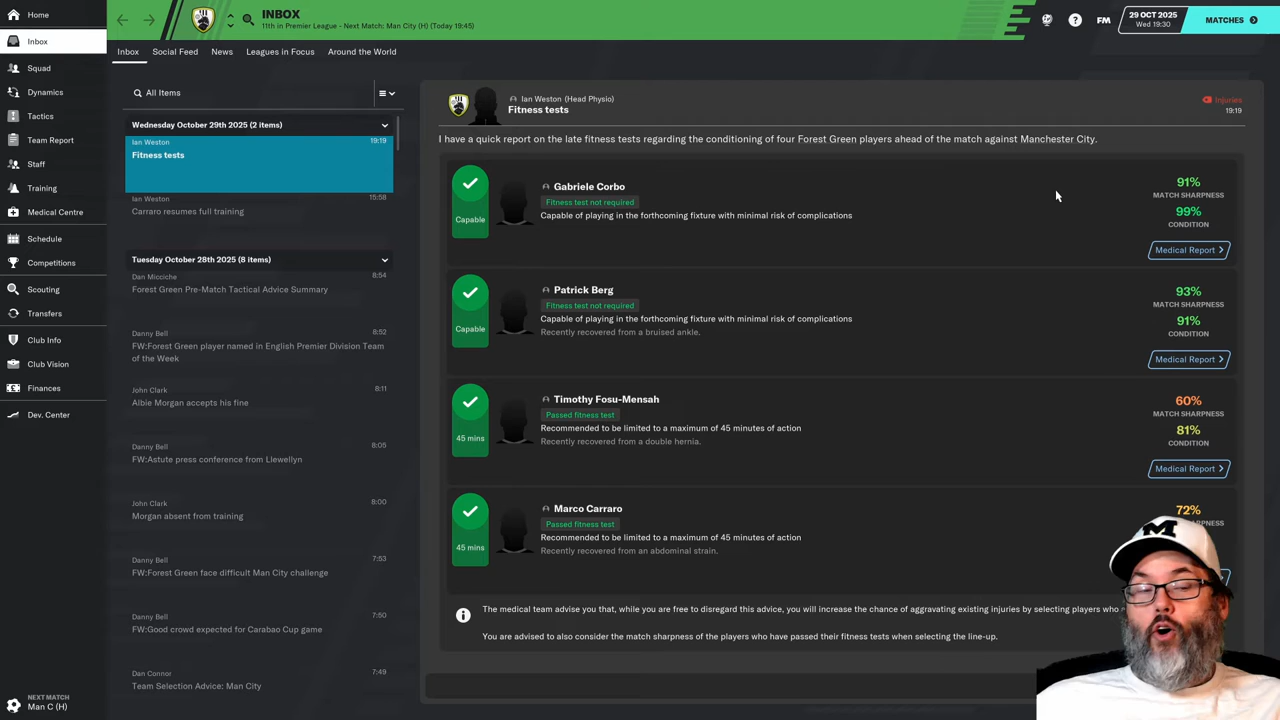 Home
Inbox
Squad
Dynamics
Tactics
Team Report
Staff
Training
Medical Centre
Schedule
Competitions
Scouting
Transfers
Club Info
Club Vision
Finances
Dev. Center
NEXT MATCH
Man C (H)
INBOX
11th in Premier League - Next Match: Man City (H) (Today 19:45)
FM
29 OCT 2025
Wed 19:30
MATCHES
Inbox
Social Feed
News
Leagues in Focus
Around the World
All Items
Wednesday October 29th 2025 (2 items)
Ian Weston 19:19
Fitness tests
Ian Weston 15:58
Carraro resumes full training
Tuesday October 28th 2025 (8 items)
Dan Micciche 8:54
Forest Green Pre-Match Tactical Advice Summary
Danny Bell 8:52
FW:Forest Green player named in English Premier Division Team
of the Week
John Clark 8:11
Albie Morgan accepts his fine
Danny Bell 8:05
FW:Astute press conference from Llewellyn
John Clark 8:00
Morgan absent from training
Danny Bell 7:53
FW:Forest Green face difficult Man City challenge
Danny Bell 7:50
FW:Good crowd expected for Carabao Cup game
Dan Connor 7:49
Team Selection Advice: Man City
Ian Weston (Head Physio)
Fitness tests
Injuries
19:19
I have a quick report on the late fitness tests regarding the conditioning of four Forest Green players ahead of the match against Manchester City.
Capable
Gabriele Corbo
Fitness test not required
Capable of playing in the forthcoming fixture with minimal risk of complications
91%
MATCH SHARPNESS
99%
CONDITION
Medical Report
Capable
Patrick Berg
Fitness test not required
Capable of playing in the forthcoming fixture with minimal risk of complications
Recently recovered from a bruised ankle.
93%
MATCH SHARPNESS
91%
CONDITION
Medical Report
45 mins
Timothy Fosu-Mensah
Passed fitness test
Recommended to be limited to a maximum of 45 minutes of action
Recently recovered from a double hernia.
60%
MATCH SHARPNESS
81%
CONDITION
Medical Report
45 mins
Marco Carraro
Passed fitness test
Recommended to be limited to a maximum of 45 minutes of action
Recently recovered from an abdominal strain.
72%
The medical team advise you that, while you are free to disregard this advice, you will increase the chance of aggravating existing injuries by selecting players who
You are advised to also consider the match sharpness of the players who have passed their fitness tests when selecting the line-up.
M